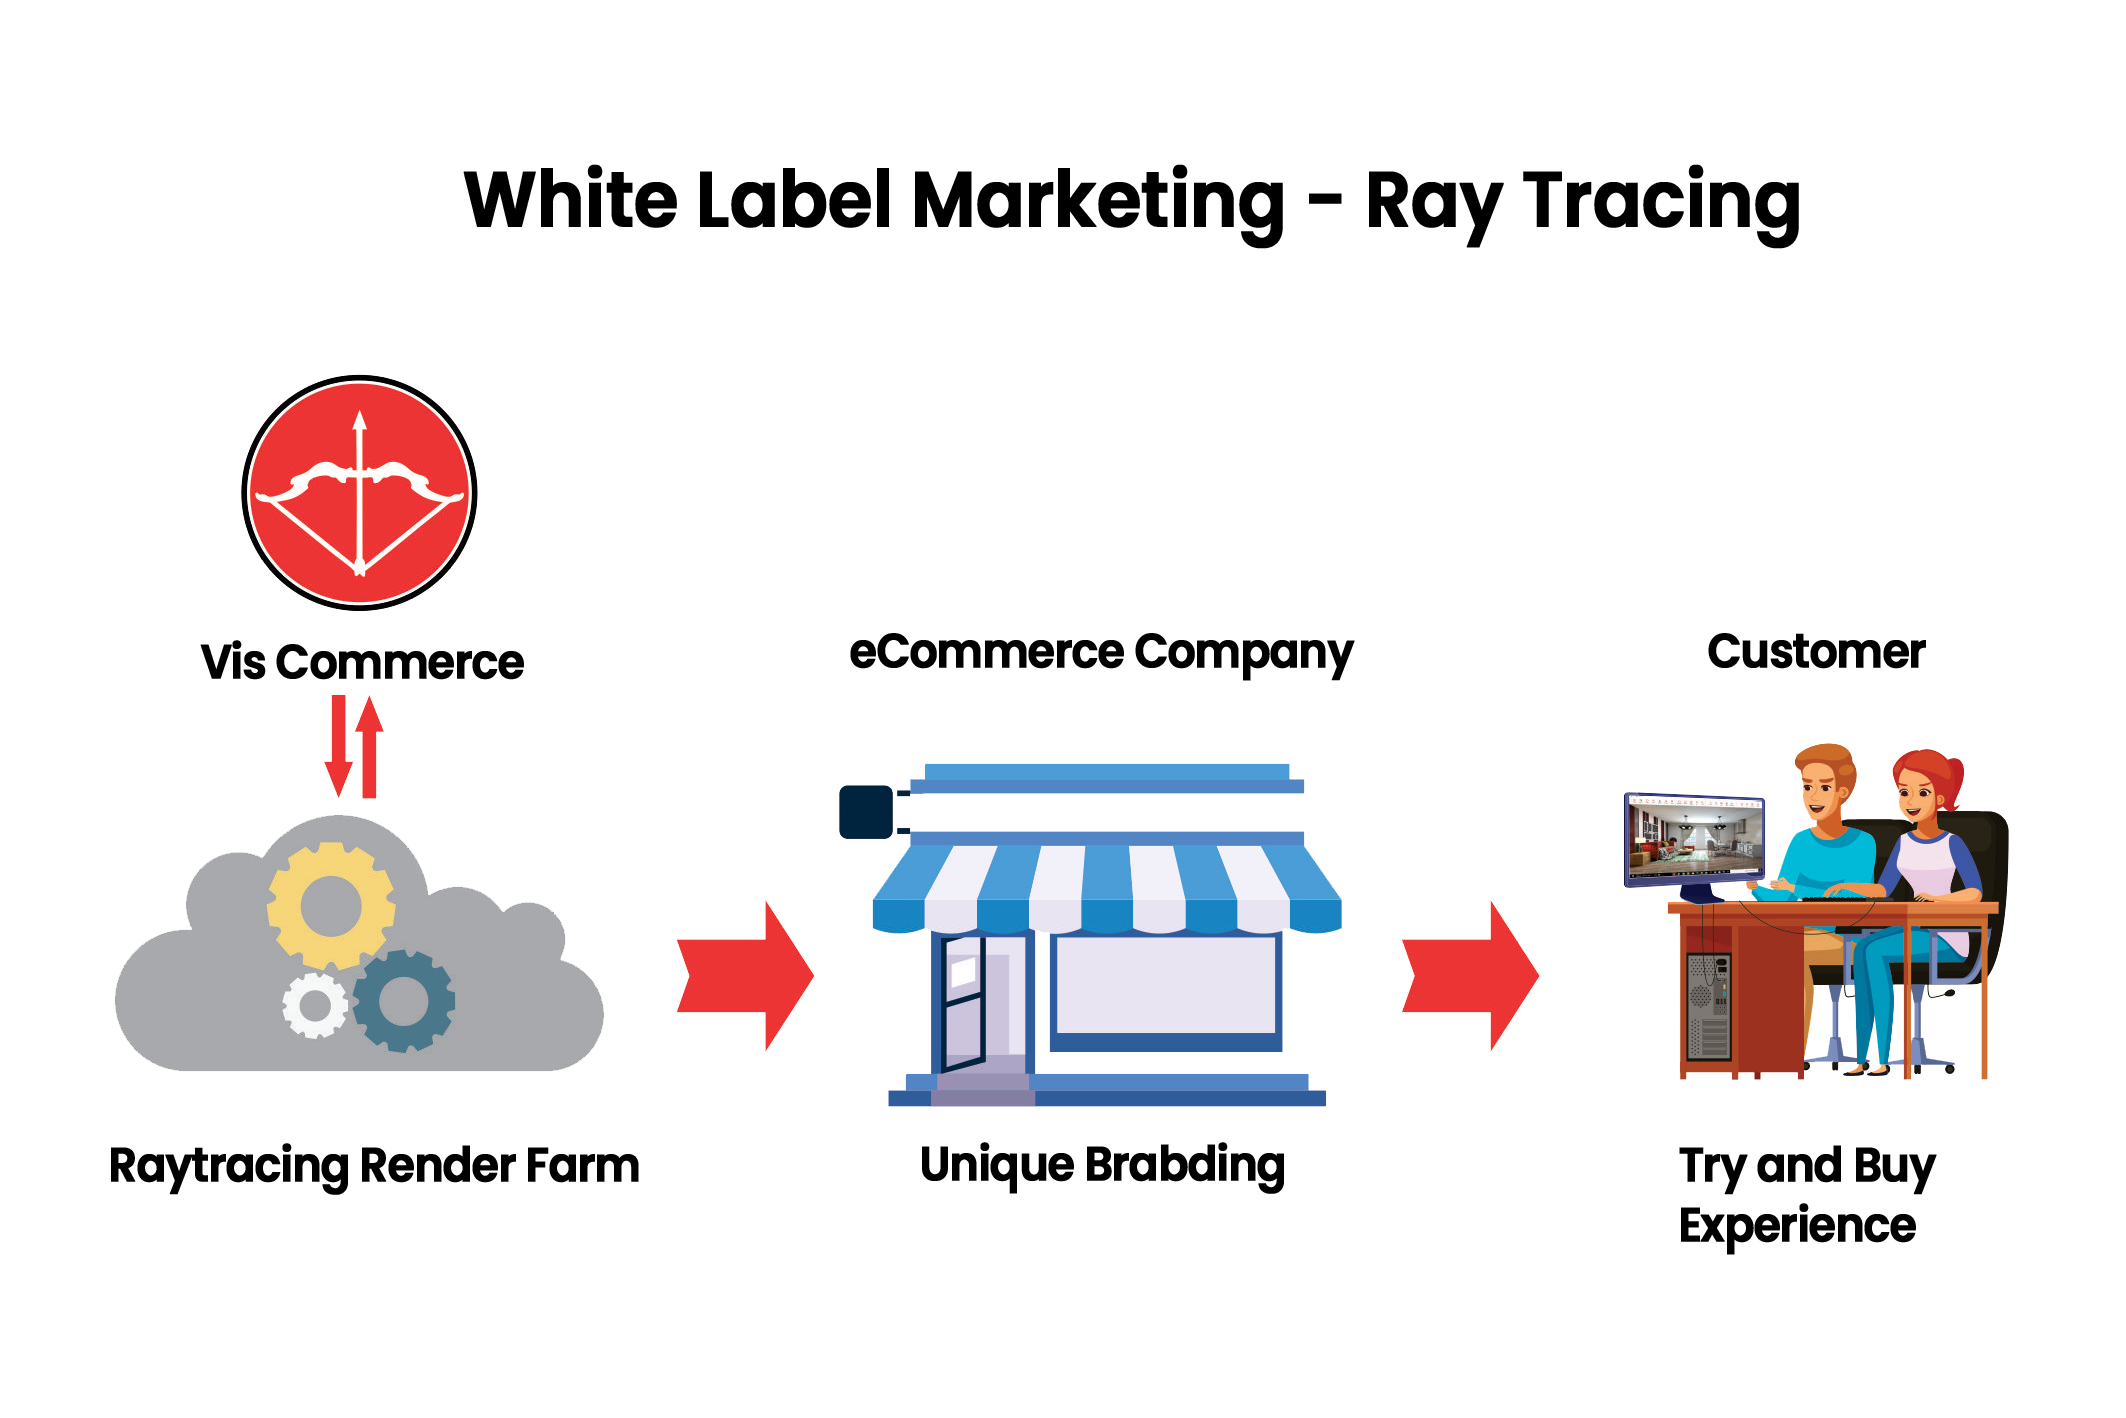 White Label Marketing - Ray Tracing
Vis Commerce
eCommerce Company
Customer
Raytracing Render Farm
Unique Brabding
Try and Buy
Experience